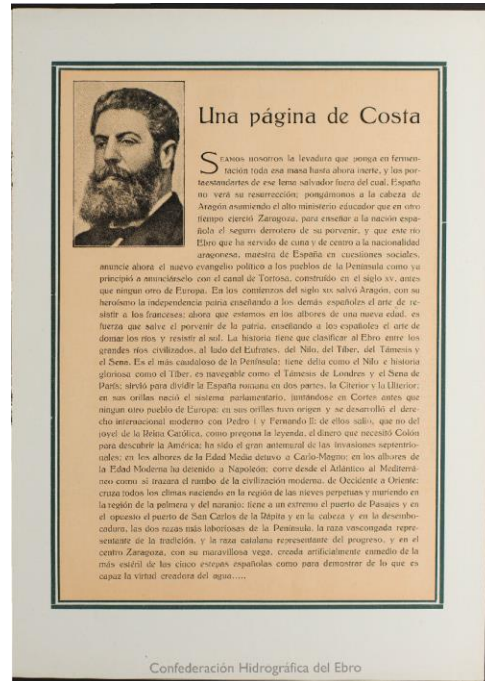 Una página de Costa
SEAMOS nosotros la levadura que ponga en fermen-
tación toda esa masa hasta ahora inerte, y los por-
taestandartes de ese lema salvador fuera del cual, España
no verá su resurrección; pongámonos a la cabeza de
Aragón asumiendo el alto ministerio educador que en otro
tiempo ejerció Zaragoza, para enseñar a la nación espa-
ñola el seguro derrotero de su porvenir, y que este río
Ebro que ha servido de cuna y de centro a la nacionalidad
aragonesa, maestra de España en cuestiones sociales,
anuncie ahora el nuevo evangelio político a los pueblos de la Península como ya
principió a anunciárselo con el canal de Tortosa, construído en el siglo XV, antes
que ningun otro de Europa. En los comienzos del siglo XIX salvó Aragón, con su
heroísmo la independencia patria enseñando a los demás españoles el arte de re-
sistir a los franceses; ahora que estamos en los albores de una nueva edad, es
fuerza que salve el porvenir de la patria, enseñando a los españoles el arte de
domar los ríos y resistir al sol. La historia tiene que clasificar al Ebro entre los
grandes ríos civilizados, al lado del Eufrates, del Nilo, del Tíber, del Támesis y
el Sena. Es el más caudaloso de la Península; tiene delta como el Nilo e historia
gloriosa como el Tíber, es navegable como el Támesis de Londres y el Sena de
París; sirvió para dividir la España romana en dos partes, la Citerior y la Ulterior;
en sus orillas nació el sistema parlamentario, juntándose en Cortes antes que
ningun otro pueblo de Europa; en sus orillas tuvo origen y se desarrolló el dere-
cho internacional moderno con Pedro I y Fernando II; de ellos salió, que no del
joyel de la Reina Católica, como pregona la leyenda, el dinero que necesitó Colón
para descubrir la América; ha sido el gran antemural de las invasiones septentrio-
nales; en los albores de la Edad Media detuvo a Carlo-Magno; en los albores de
la Edad Moderna ha detenido a Napoleón; corre desde el Atlántico al Mediterrá-
neo como si trazara el rumbo de la civilización moderna, de Occidente a Oriente;
cruza todos los climas naciendo en la región de las nieves perpetuas y muriendo en
la región de la palmera y del naranjo; tiene a un extremo el puerto de Pasajes y en
el opuesto el puerto de San Carlos de la Rápita y en la cabeza y en la desembo-
cadura, las dos razas más laboriosas de la Península, la raza vascongada repre-
sentante de la tradición, y la raza catalana representante del progreso, y en el
centro Zaragoza, con su maravillosa vega, creada artificialmente enmedio de la
más estéril de las cinco estepas españolas como para demostrar de lo que es
capaz la virtud creadora del agua.....
Confederación Hidrográfica del Ebro